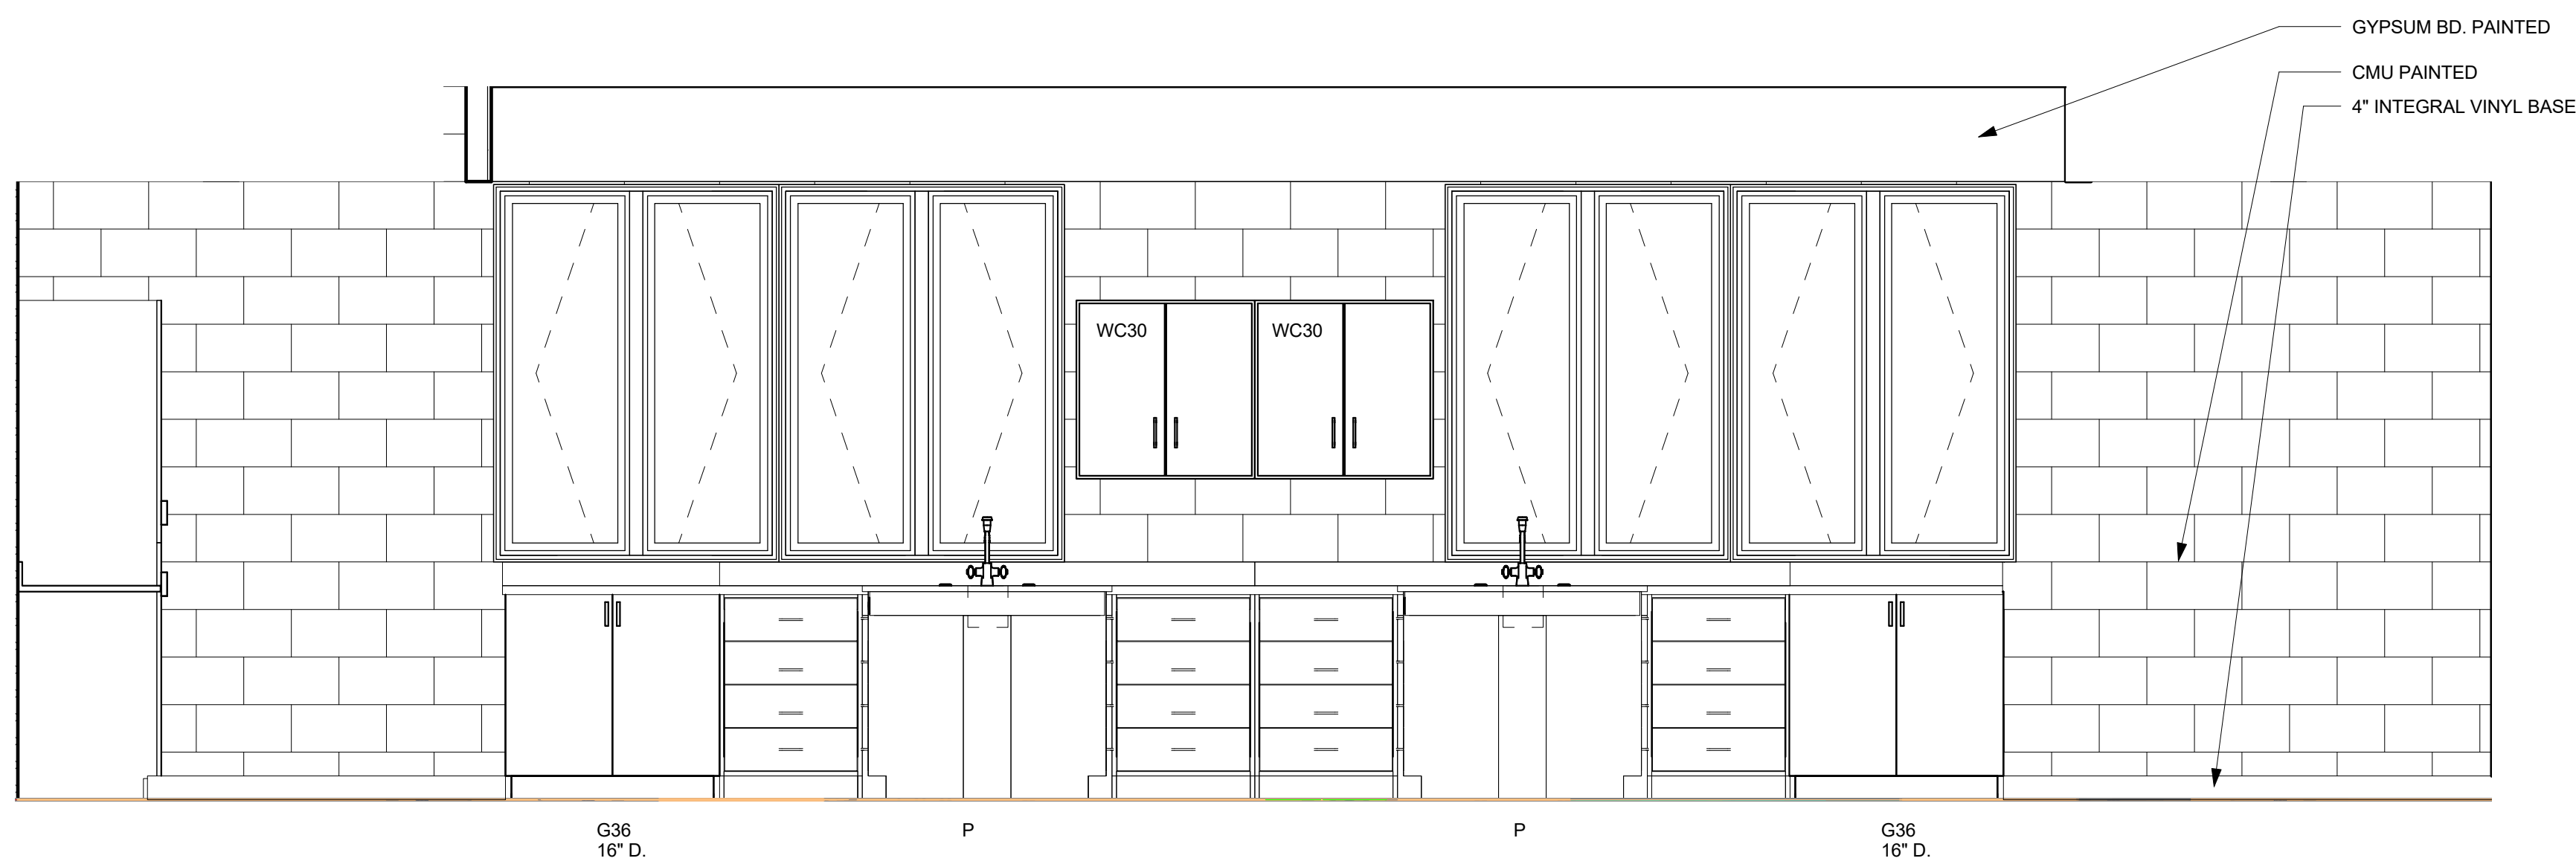 GYPSUM BD. PAINTED
CMU PAINTED
4" INTEGRAL VINYL BASE
WC30
WC30
G36
16" D.
P
P
G36
16" D.